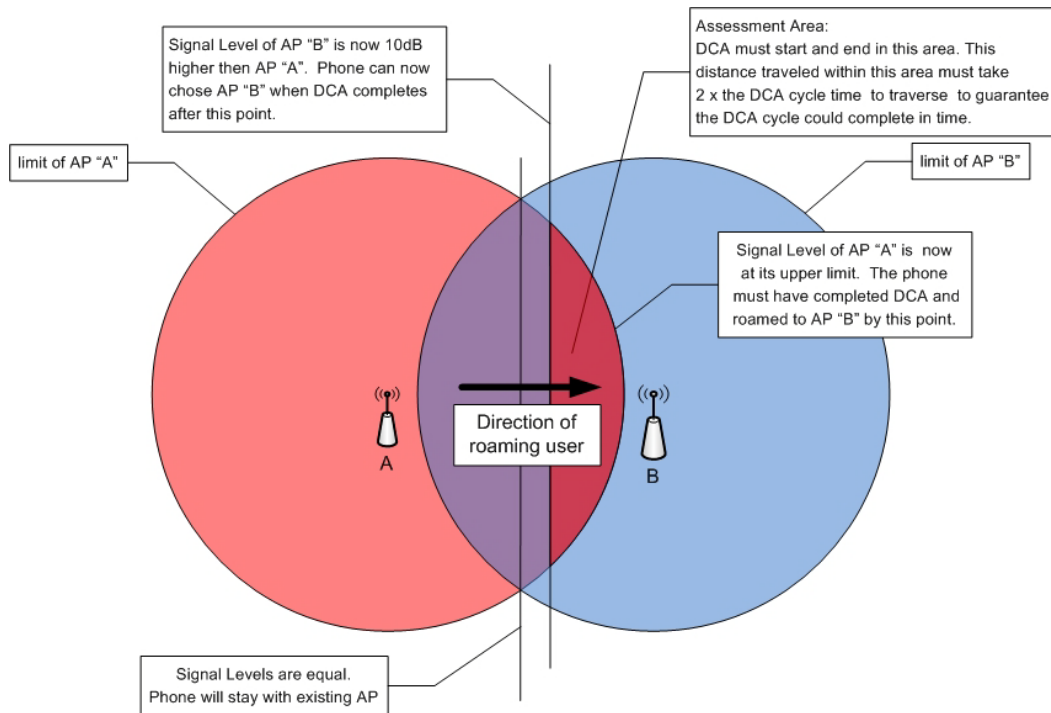 Signal Level of AP “B” is now 10dB
higher then AP “A”.  Phone can now
chose AP “B” when DCA completes
after this point.
Assessment Area:
DCA must start and end in this area. This
distance traveled within this area must take
2 x the DCA cycle time  to traverse  to guarantee
the DCA cycle could complete in time.
limit of AP “A”
limit of AP “B”
Signal Level of AP “A” is  now
at its upper limit.  The phone
must have completed DCA and
roamed to AP “B” by this point.
Direction of
roaming user
A
B
Signal Levels are equal.
Phone will stay with existing AP